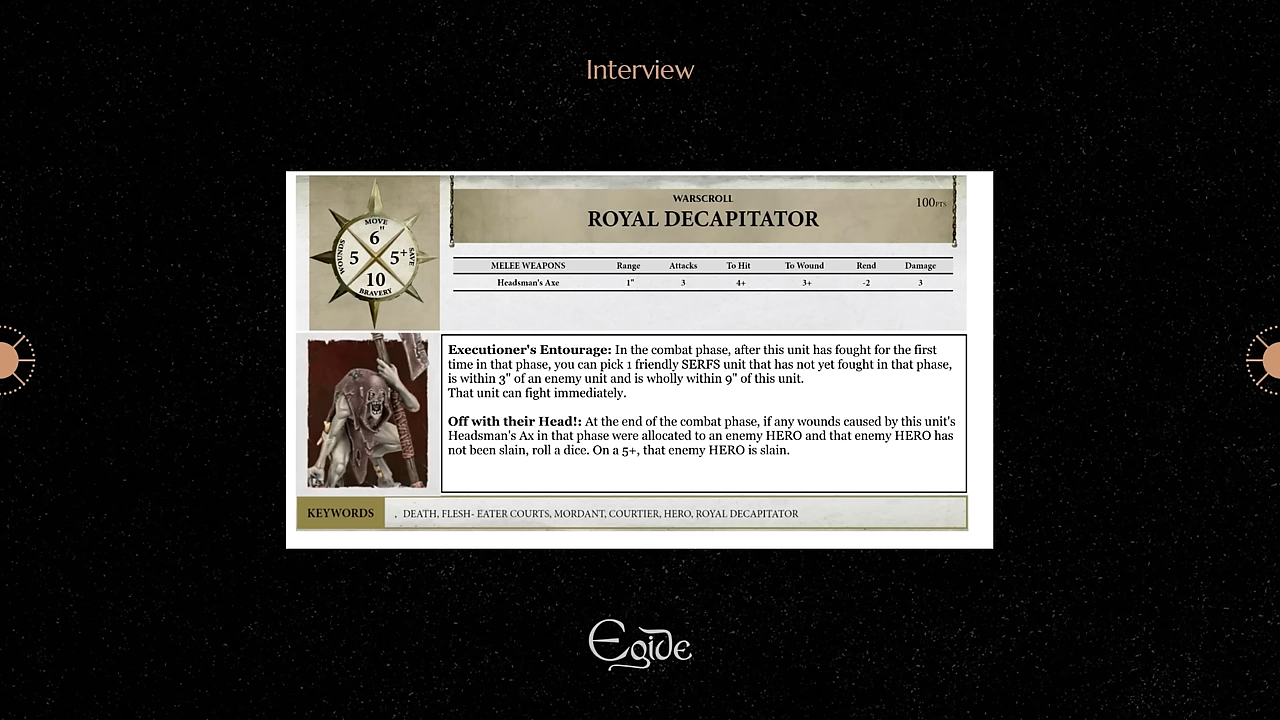 Interview
WARSCROLL
ROYAL DECAPITATOR
100PTS
MOVE
6"
WOUNDS
5
5+
SAVE
10
BRAVERY
MELEE WEAPONS Range Attacks To Hit To Wound Rend Damage
Headsman's Axe 1" 3 4+ 3+ -2 3
Executioner's Entourage: In the combat phase, after this unit has fought for the first
time in that phase, you can pick 1 friendly SERFS unit that has not yet fought in that phase,
is within 3" of an enemy unit and is wholly within 9" of this unit.
That unit can fight immediately.
Off with their Head!: At the end of the combat phase, if any wounds caused by this unit's
Headsman's Ax in that phase were allocated to an enemy HERO and that enemy HERO has
not been slain, roll a dice. On a 5+, that enemy HERO is slain.
KEYWORDS . DEATH, FLESH- EATER COURTS, MORDANT, COURTIER, HERO, ROYAL DECAPITATOR
Egide